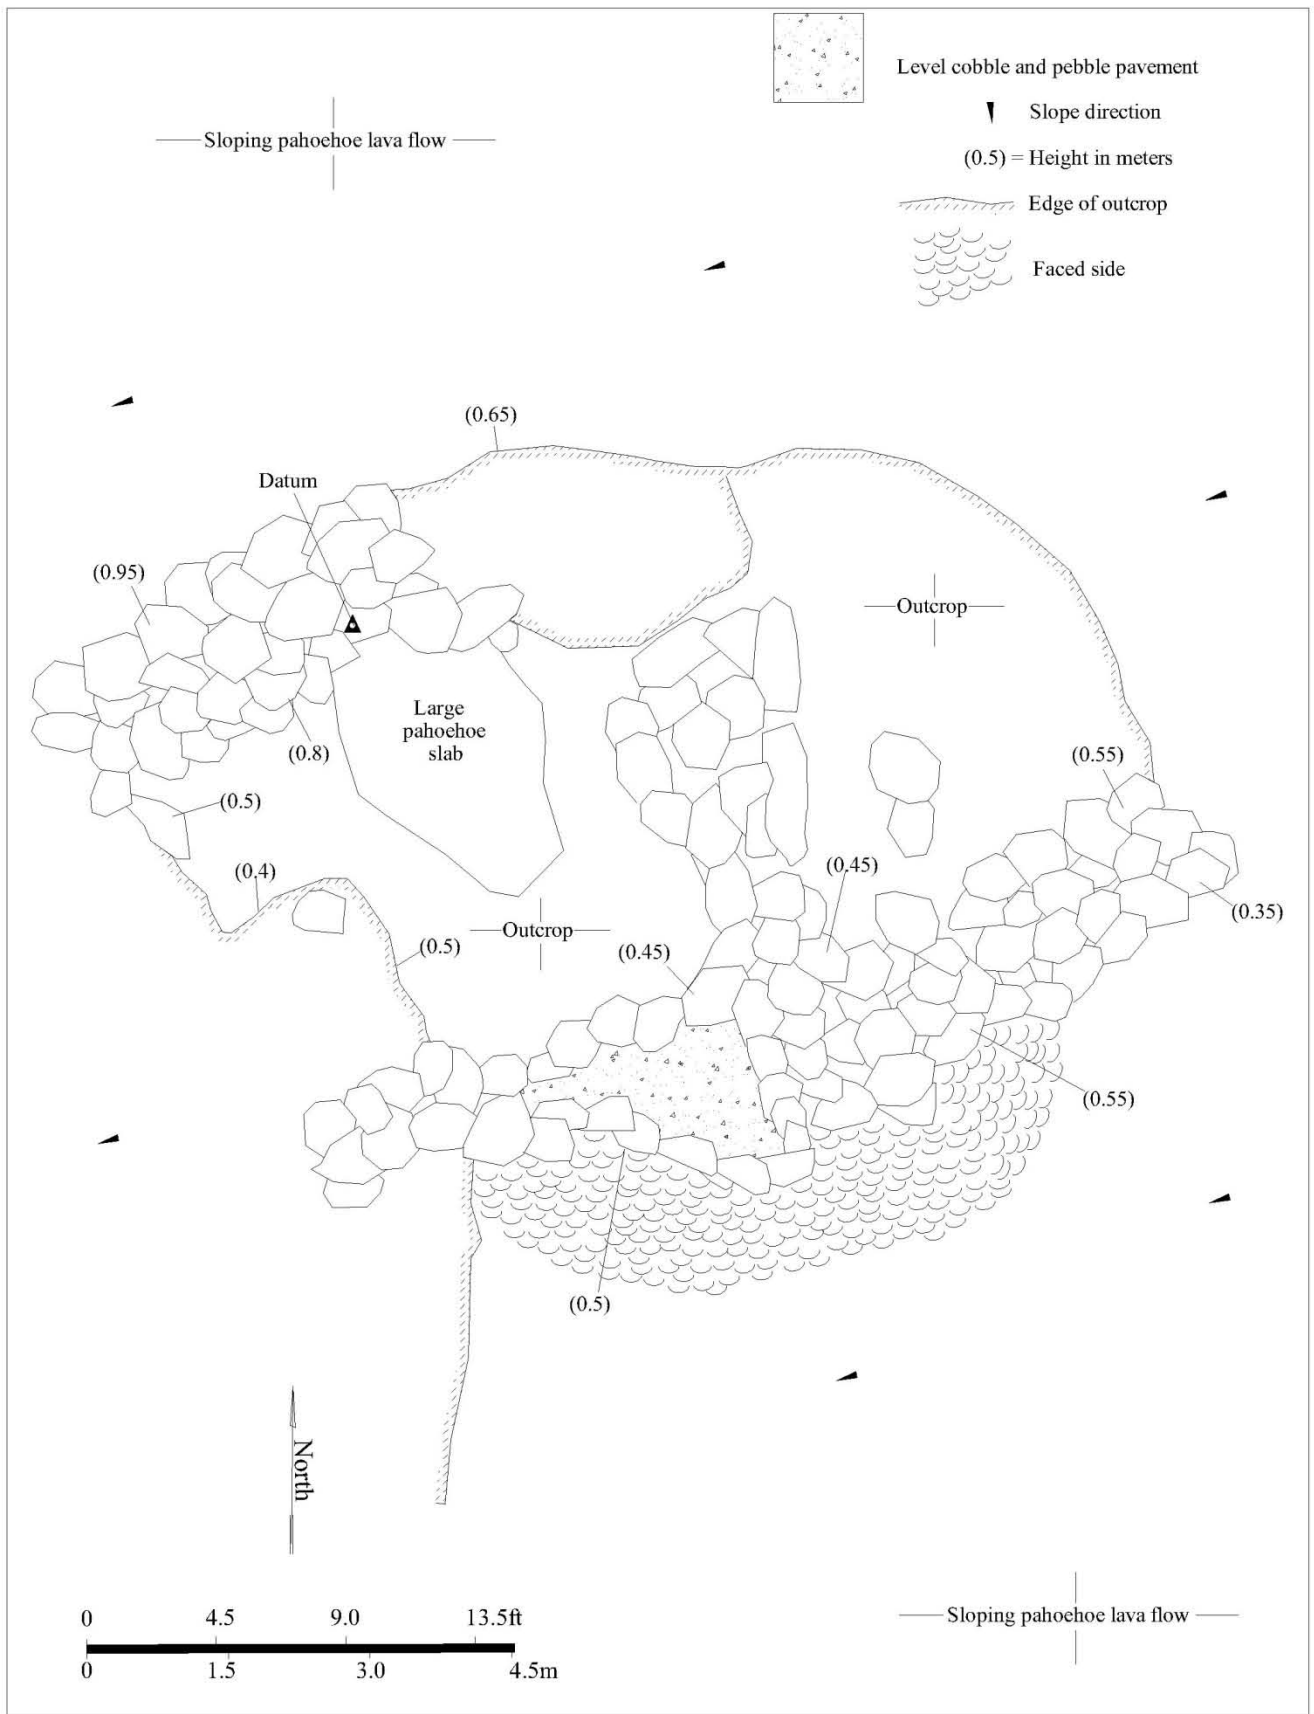 Level cobble and pebble pavement
Slope direction
(0.5) = Height in meters
Edge of outcrop
Faced side
Sloping pahoehoe lava flow
(0.65)
Datum
(0.95)
Outcrop
Large
pahoehoe
slab
(0.8)
(0.55)
(0.5)
(0.4)
(0.45)
(0.35)
Outcrop
(0.5)
(0.45)
(0.55)
(0.5)
North
0 4.5 9.0 13.5ft
0 1.5 3.0 4.5m
Sloping pahoehoe lava flow